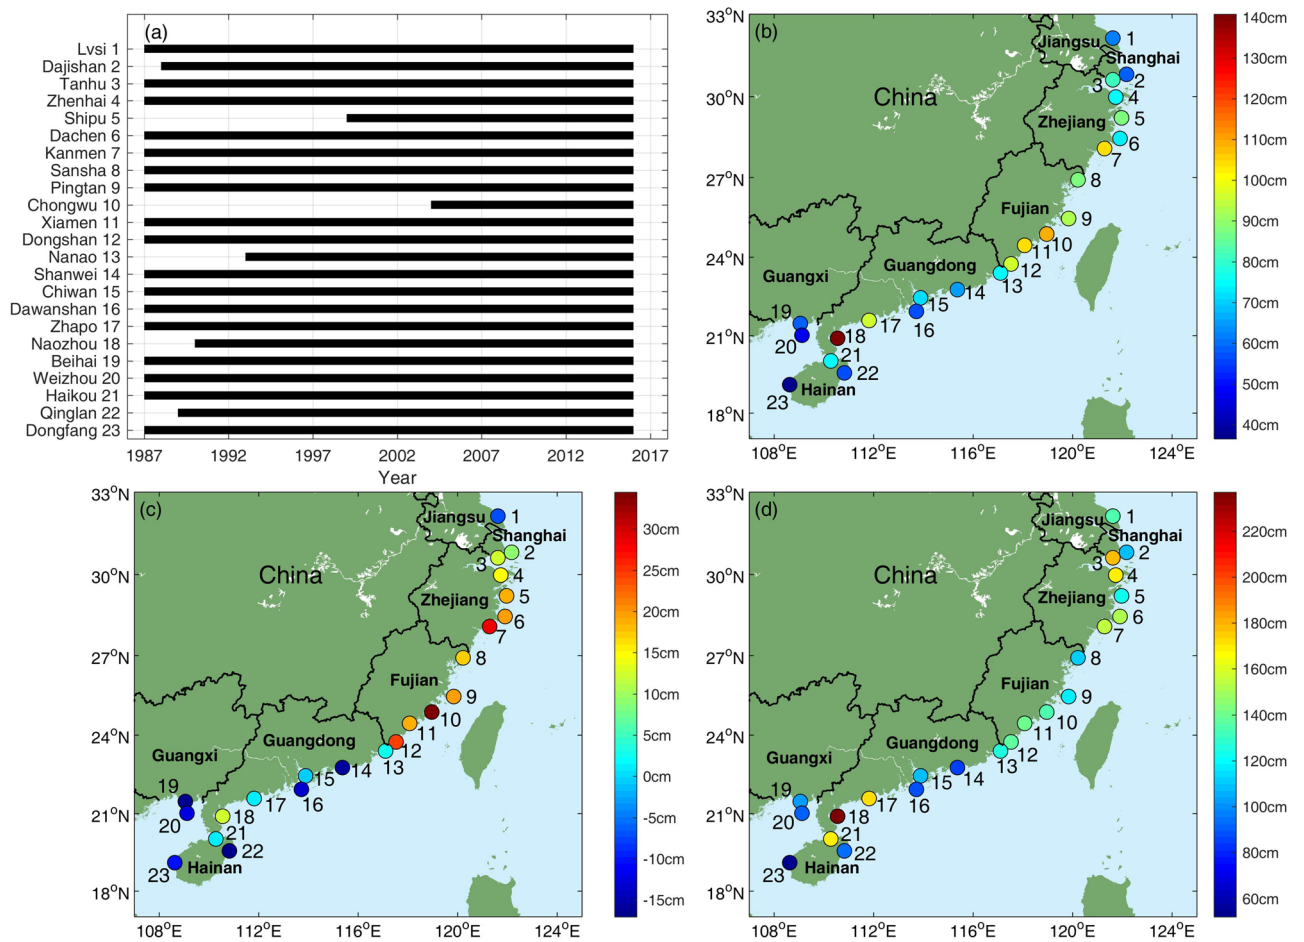 (a)
Lvsi 1
Dajishan 2
Tanhu 3
Zhenhai 4
Shipu 5
Dachen 6
Kanmen 7
Sansha 8
Pingtan 9
Chongwu 10
Xiamen 11
Dongshan 12
Nanao 13
Shanwei 14
Chiwan 15
Dawanshan 16
Zhapo 17
Naozhou 18
Beihai 19
Weizhou 20
Haikou 21
Qinglan 22
Dongfang 23
1987 1992 1997 2002 2007 2012 2017
Year
(b)
33°N
30°N
27°N
24°N
21°N
18°N
108°E 112°E 116°E 120°E 124°E
China
Jiangsu
Shanghai
Zhejiang
Fujian
Guangdong
Guangxi
Hainan
1
2
3
4
5
6
7
8
9
10
11
12
13
14
15
16
17
18
19
20
21
22
23
140cm
130cm
120cm
110cm
100cm
90cm
80cm
70cm
60cm
50cm
40cm
(c)
33°N
30°N
27°N
24°N
21°N
18°N
108°E 112°E 116°E 120°E 124°E
China
Jiangsu
Shanghai
Zhejiang
Fujian
Guangdong
Guangxi
Hainan
1
2
3
4
5
6
7
8
9
10
11
12
13
14
15
16
17
18
19
20
21
22
23
30cm
25cm
20cm
15cm
10cm
5cm
0cm
-5cm
-10cm
-15cm
(d)
33°N
30°N
27°N
24°N
21°N
18°N
108°E 112°E 116°E 120°E 124°E
China
Jiangsu
Shanghai
Zhejiang
Fujian
Guangdong
Guangxi
Hainan
1
2
3
4
5
6
7
8
9
10
11
12
13
14
15
16
17
18
19
20
21
22
23
220cm
200cm
180cm
160cm
140cm
120cm
100cm
80cm
60cm